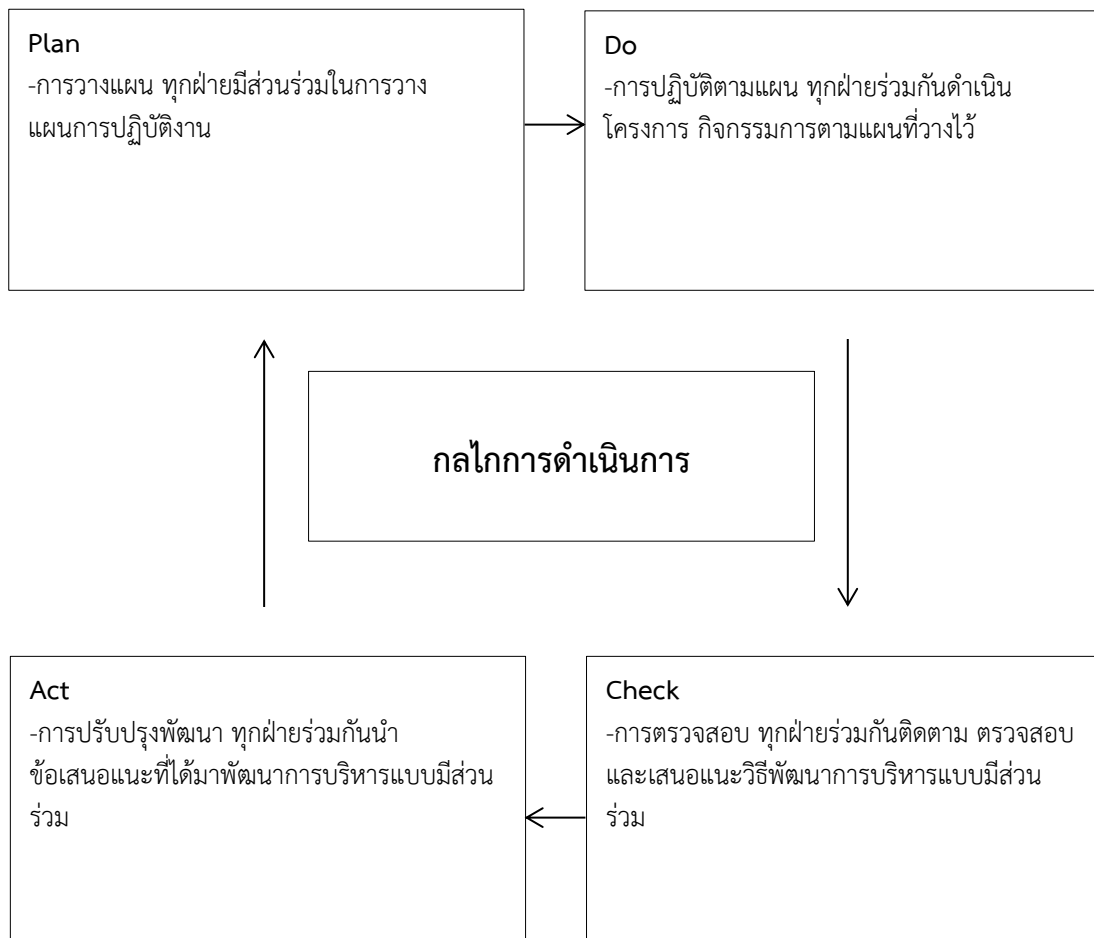 Plan
-การวางแผน ทุกฝ่ายมีส่วนร่วมในการวาง
แผนการปฏิบัติงาน
Do
-การปฏิบัติตามแผน ทุกฝ่ายร่วมกันดำเนิน
โครงการ กิจกรรมการตามแผนที่วางไว้
กลไกการดำเนินการ
Act
-การปรับปรุงพัฒนา ทุกฝ่ายร่วมกันนำ
ข้อเสนอแนะที่ได้มาพัฒนาการบริหารแบบมีส่วน
ร่วม
Check
-การตรวจสอบ ทุกฝ่ายร่วมกันติดตาม ตรวจสอบ
และเสนอแนะวิธีพัฒนาการบริหารแบบมีส่วน
ร่วม